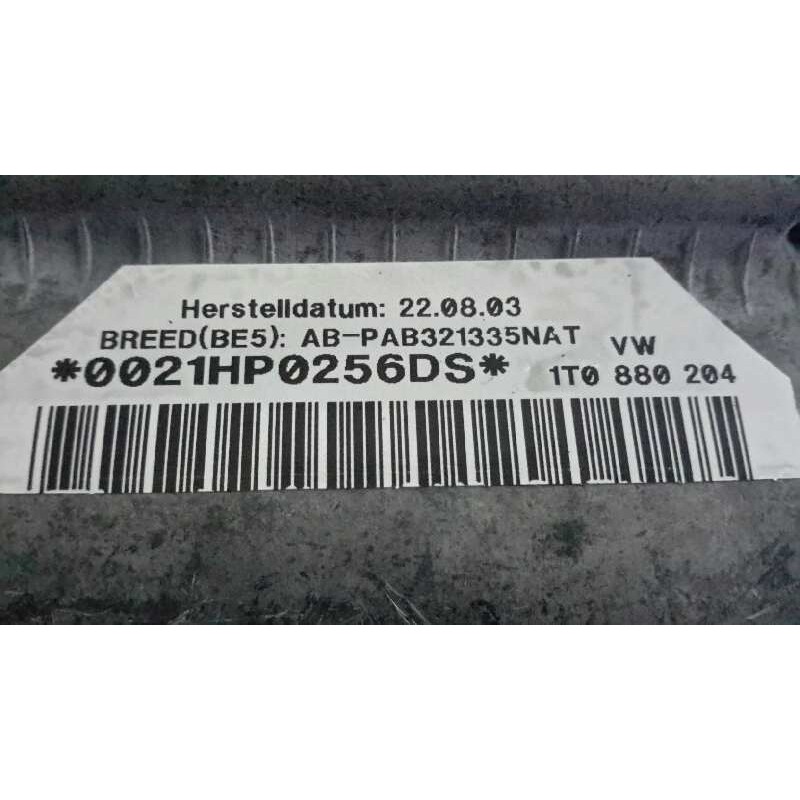 Herstelldatum: 22.08.03
BREED(BE5): AB-PAB321335NAT VW
*0021HP0256DS* 1T0 880 204